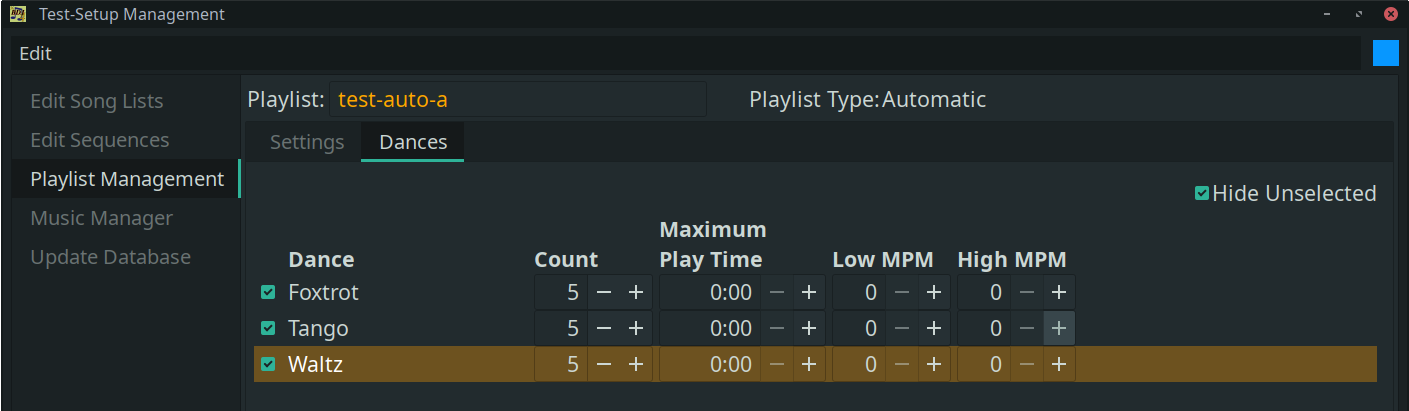 Test-Setup Management
Edit
Edit Song Lists
Edit Sequences
Playlist Management
Music Manager
Update Database
Playlist: test-auto-a Playlist Type: Automatic
Settings Dances
Hide Unselected
Maximum
Dance Count Play Time Low MPM High MPM
Foxtrot 5 − + 0:00 − + 0 − + 0 − +
Tango 5 − + 0:00 − + 0 − + 0 − +
Waltz 5 − + 0:00 − + 0 − + 0 − +